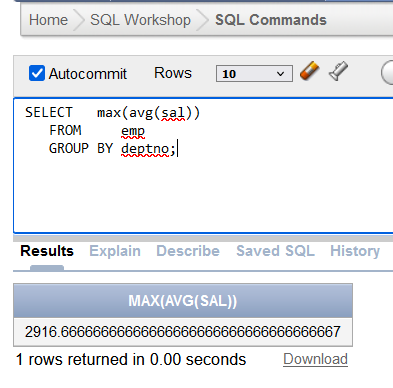 Home SQL Workshop SQL Commands
Autocommit Rows 10
SELECT max(avg(sal))
FROM emp
GROUP BY deptno;
Results Explain Describe Saved SQL History
MAX(AVG(SAL))
2916.66666666666666666666666666666666667
1 rows returned in 0.00 seconds Download